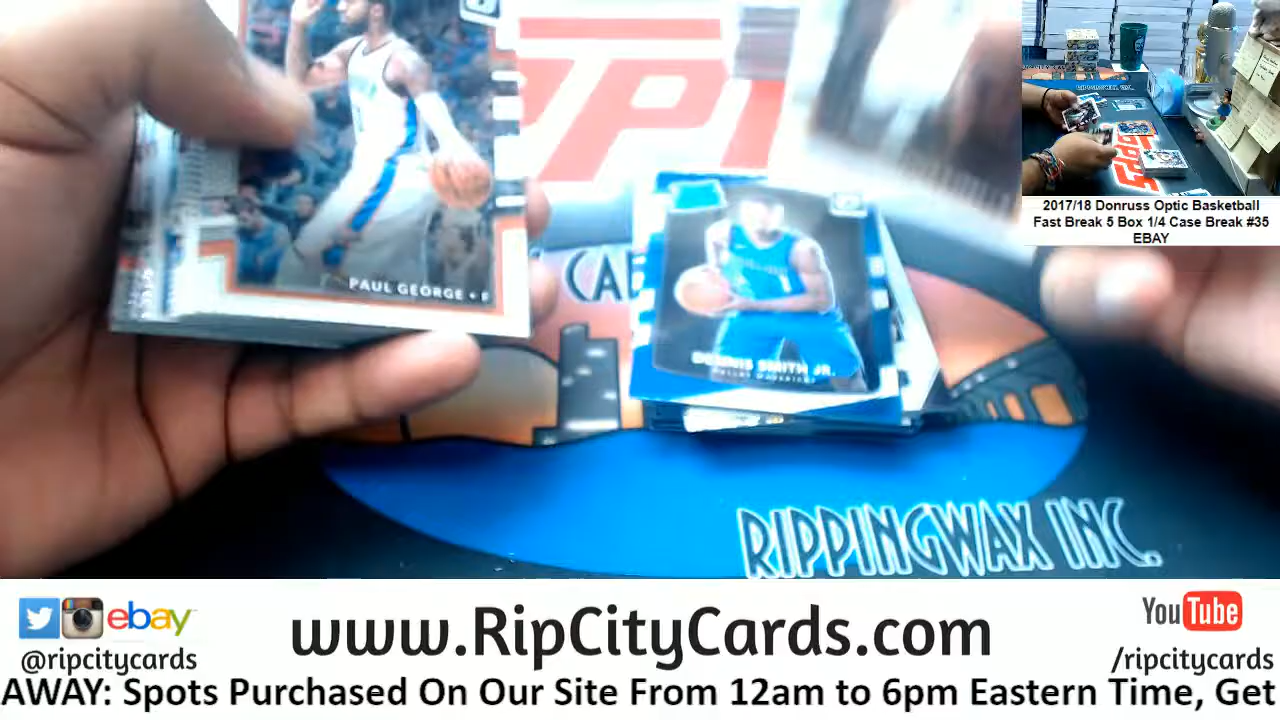 PAUL GEORGE • F
DENNIS SMITH JR.
RIPPINGWAX INC.
2017/18 Donruss Optic Basketball
Fast Break 5 Box 1/4 Case Break #35
EBAY
ebay
@ripcitycards
www.RipCityCards.com
YouTube
/ripcitycards
AWAY: Spots Purchased On Our Site From 12am to 6pm Eastern Time, Get